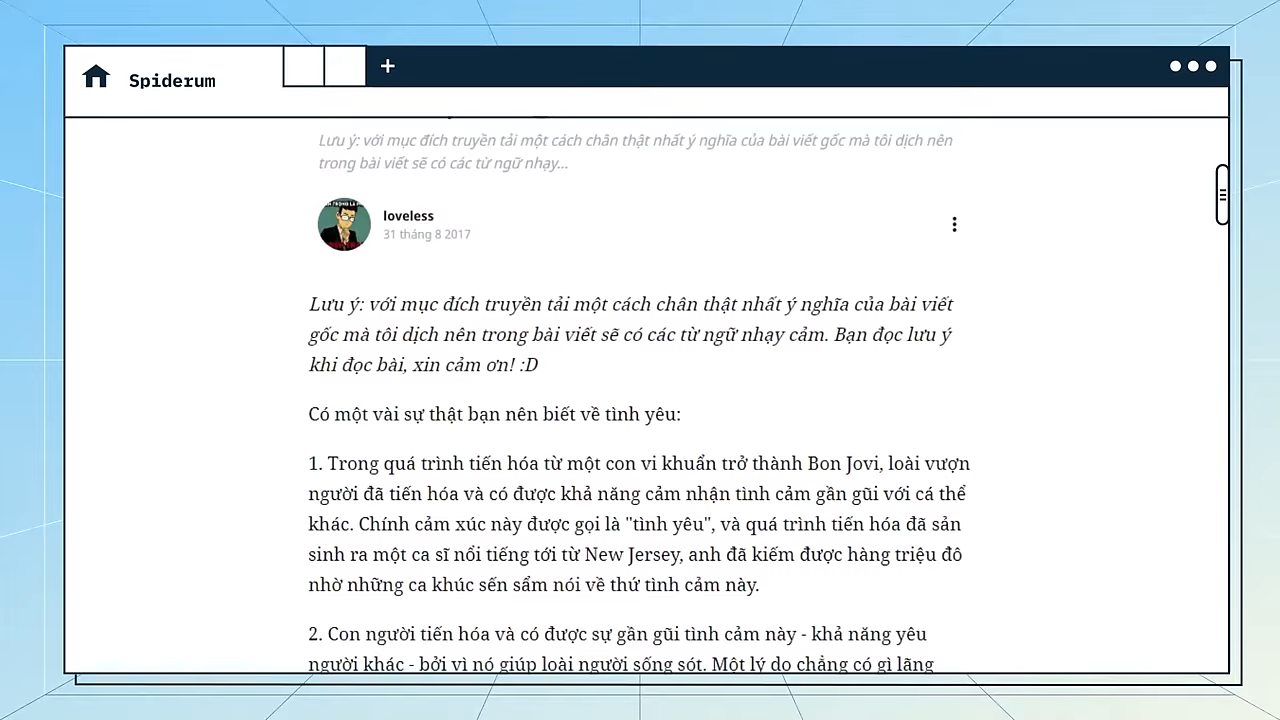 Spiderum
Lưu ý: với mục đích truyền tải một cách chân thật nhất ý nghĩa của bài viết gốc mà tôi dịch nên
trong bài viết sẽ có các từ ngữ nhạy...
loveless
31 tháng 8 2017
Lưu ý: với mục đích truyền tải một cách chân thật nhất ý nghĩa của bài viết
gốc mà tôi dịch nên trong bài viết sẽ có các từ ngữ nhạy cảm. Bạn đọc lưu ý
khi đọc bài, xin cảm ơn! :D
Có một vài sự thật bạn nên biết về tình yêu:
1. Trong quá trình tiến hóa từ một con vi khuẩn trở thành Bon Jovi, loài vượn
người đã tiến hóa và có được khả năng cảm nhận tình cảm gần gũi với cá thể
khác. Chính cảm xúc này được gọi là "tình yêu", và quá trình tiến hóa đã sản
sinh ra một ca sĩ nổi tiếng tới từ New Jersey, anh đã kiếm được hàng triệu đô
nhờ những ca khúc sến sẩm nói về thứ tình cảm này.
2. Con người tiến hóa và có được sự gần gũi tình cảm này - khả năng yêu
người khác - bởi vì nó giúp loài người sống sót. Một lý do chẳng có gì lãng